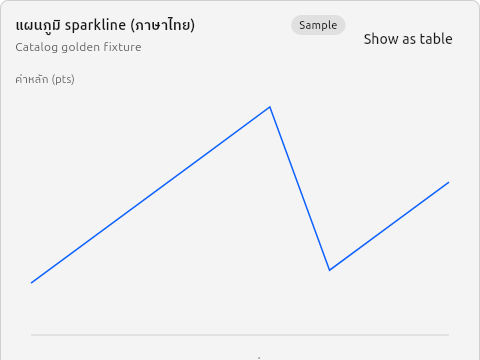 แผนภูมิ sparkline (ภาษาไทย)
Sample
Show as table
Catalog golden fixture
ค่าหลัก (pts)